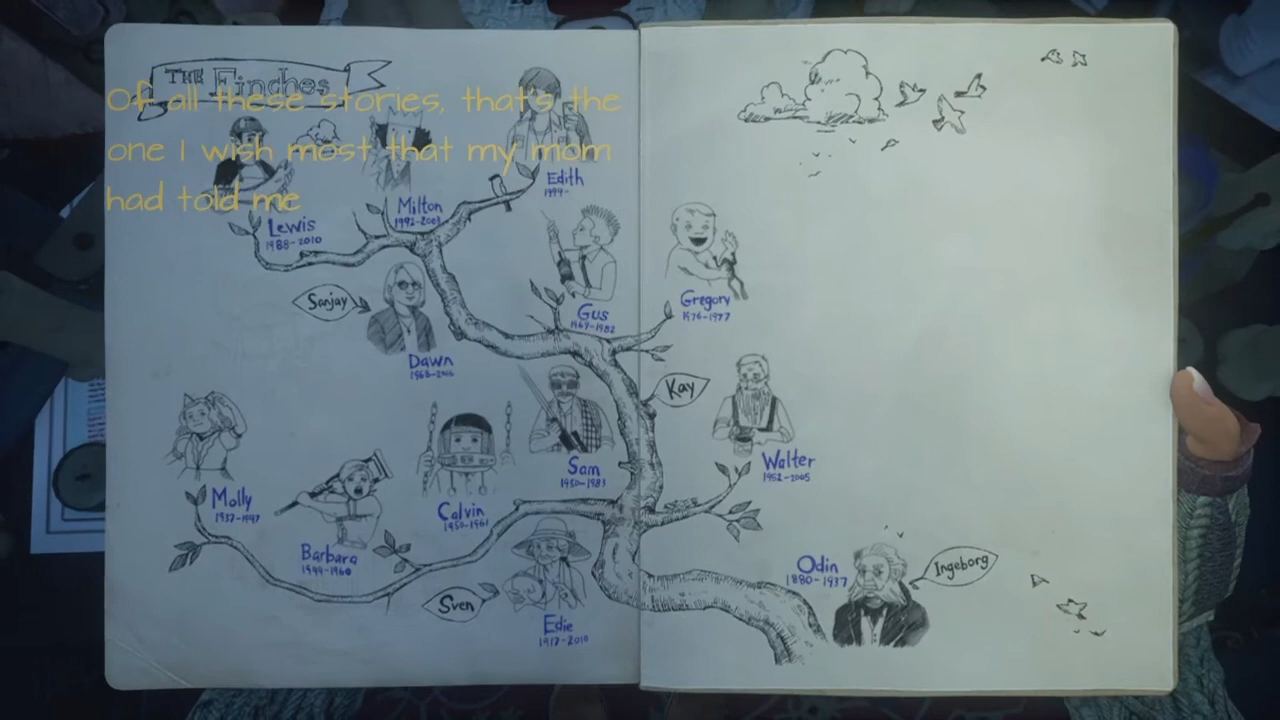 THE Finches
Of all these stories, that's the
one I wish most that my mom
had told me
Edith
1999-
Milton
1992-2003
Lewis
1988-2010
Sanjay
Gus
1969-1982
Gregory
1976-1977
Dawn
1968-2016
Kay
Sam
1950-1983
Walter
1952-2005
Molly
1937-1947
Calvin
1950-1961
Barbara
1944-1960
Odin
1880-1937
Ingeborg
Sven
Edie
1917-2010